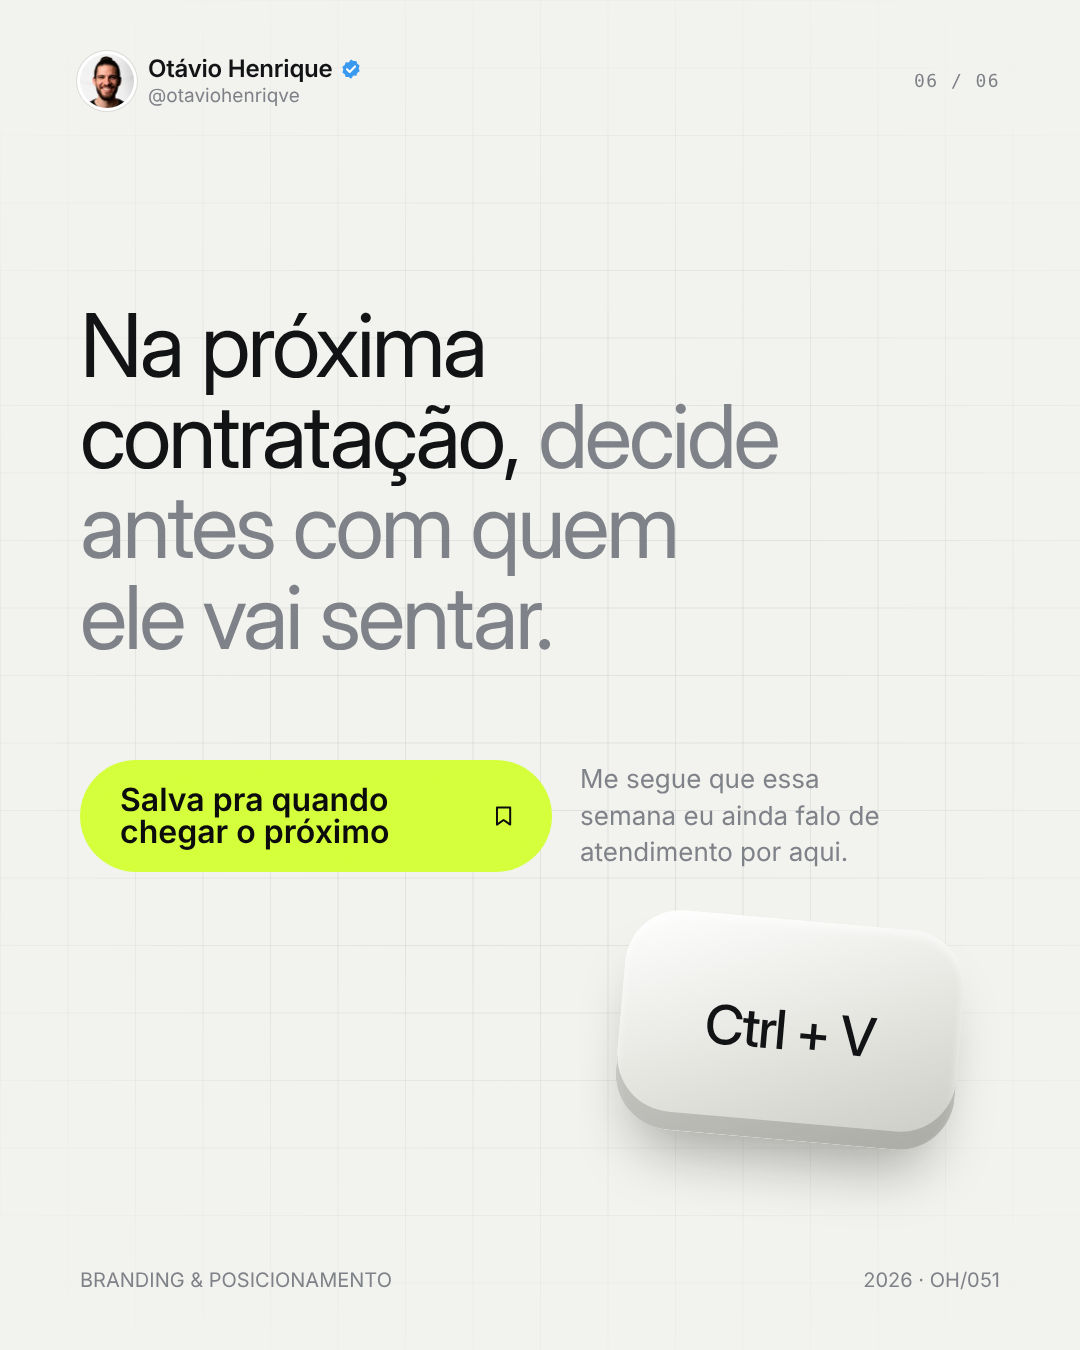 Otávio Henrique
@otaviohenriqve
06 / 06
Na próxima
contratação, decide
antes com quem
ele vai sentar.
Salva pra quando
chegar o próximo
Me segue que essa
semana eu ainda falo de
atendimento por aqui.
Ctrl + V
BRANDING & POSICIONAMENTO
2026 · OH/051